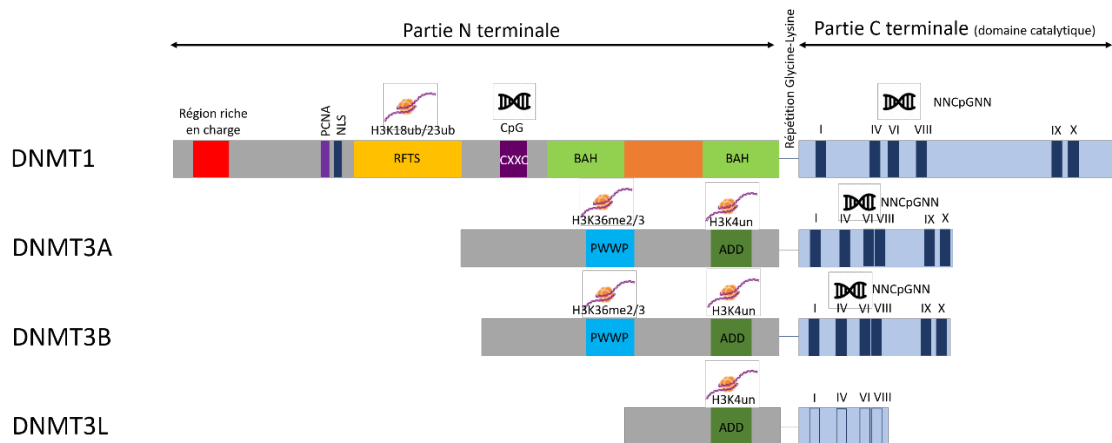 Partie N terminale
Répétition Glycine-Lysine
Partie C terminale (domaine catalytique)
Région riche
en charge
PCNA
NLS
H3K18ub/23ub
CpG
NNCpGNN
I IV VI VIII IX X
DNMT1
RFTS
CXXC
BAH
BAH
H3K36me2/3
H3K4un
NNCpGNN
I IV VI VIII IX X
DNMT3A
PWWP
ADD
H3K36me2/3
H3K4un
NNCpGNN
I IV VI VIII IX X
DNMT3B
PWWP
ADD
H3K4un
I IV VI VIII
DNMT3L
ADD